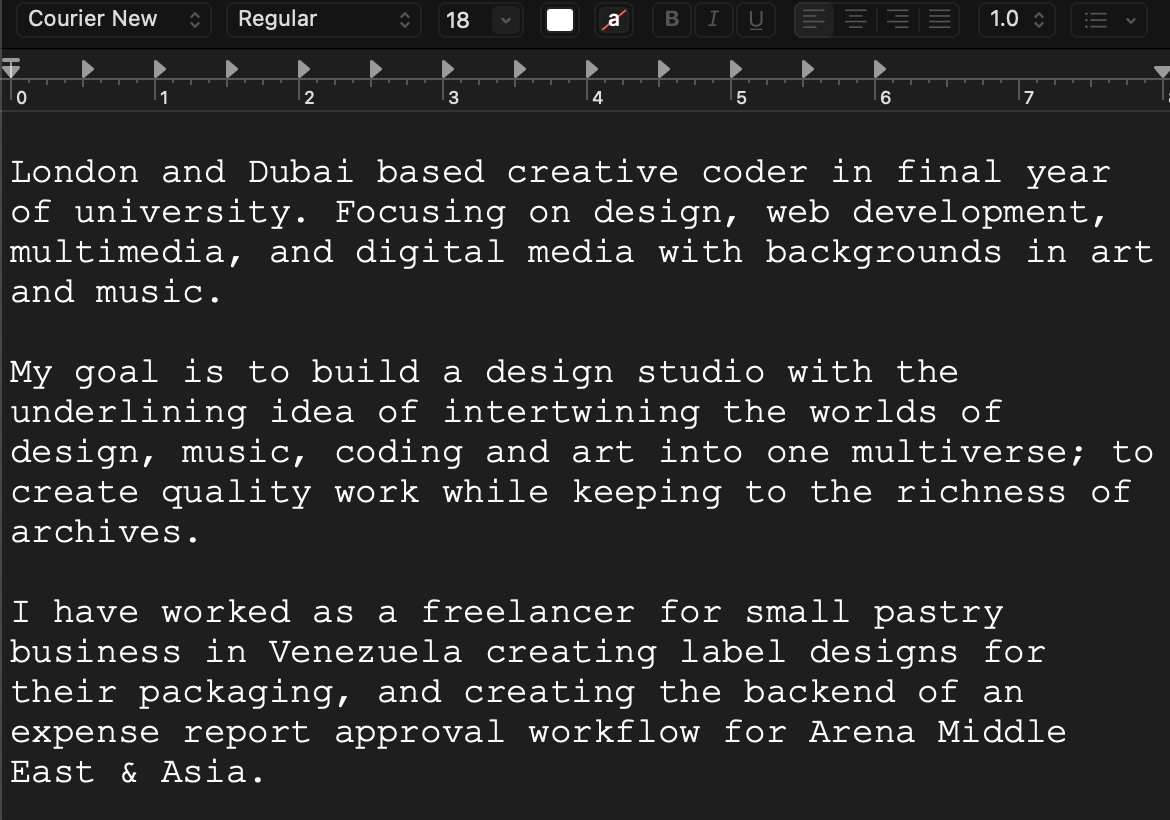 Courier New Regular 18 a B I U 1.0
0 1 2 3 4 5 6 7
London and Dubai based creative coder in final year
of university. Focusing on design, web development,
multimedia, and digital media with backgrounds in art
and music.
My goal is to build a design studio with the
underlining idea of intertwining the worlds of
design, music, coding and art into one multiverse; to
create quality work while keeping to the richness of
archives.
I have worked as a freelancer for small pastry
business in Venezuela creating label designs for
their packaging, and creating the backend of an
expense report approval workflow for Arena Middle
East & Asia.